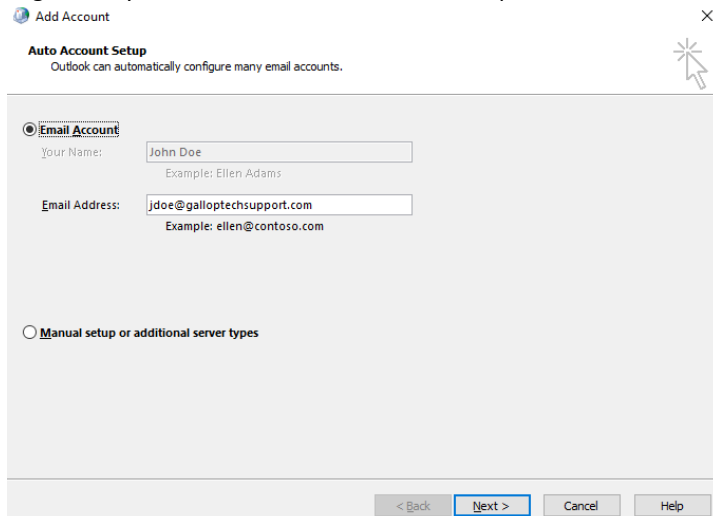 Add Account
Auto Account Setup
Outlook can automatically configure many email accounts.
Email Account
Your Name: John Doe
Example: Ellen Adams
Email Address: jdoe@galloptechsupport.com
Example: ellen@contoso.com
Manual setup or additional server types
< Back Next > Cancel Help